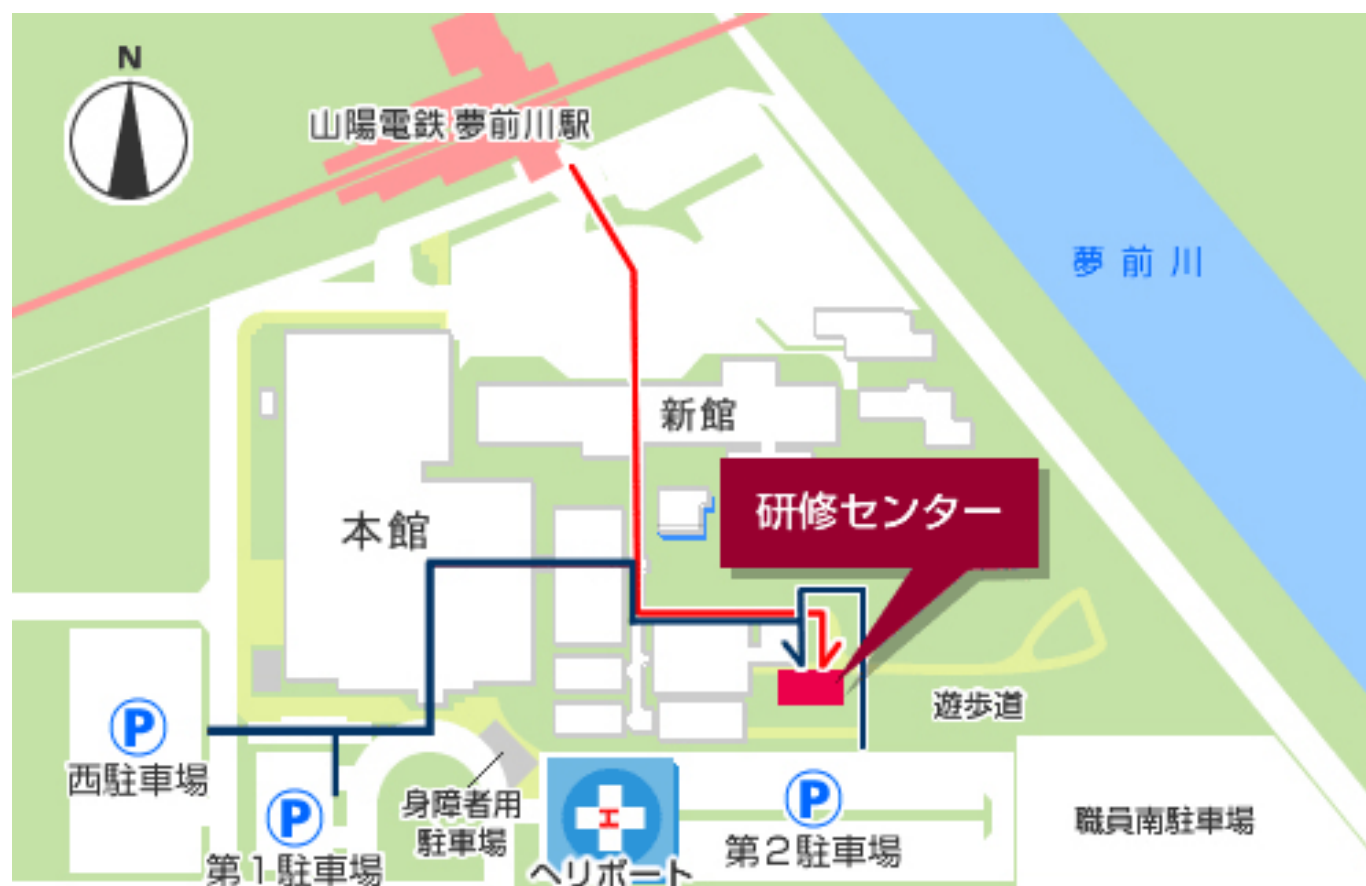 N
山陽電鉄 夢前川駅
夢前川
新館
研修センター
本館
遊歩道
P
西駐車場
P
第1駐車場
身障者用
駐車場
H
ヘリポート
P
第2駐車場
職員南駐車場